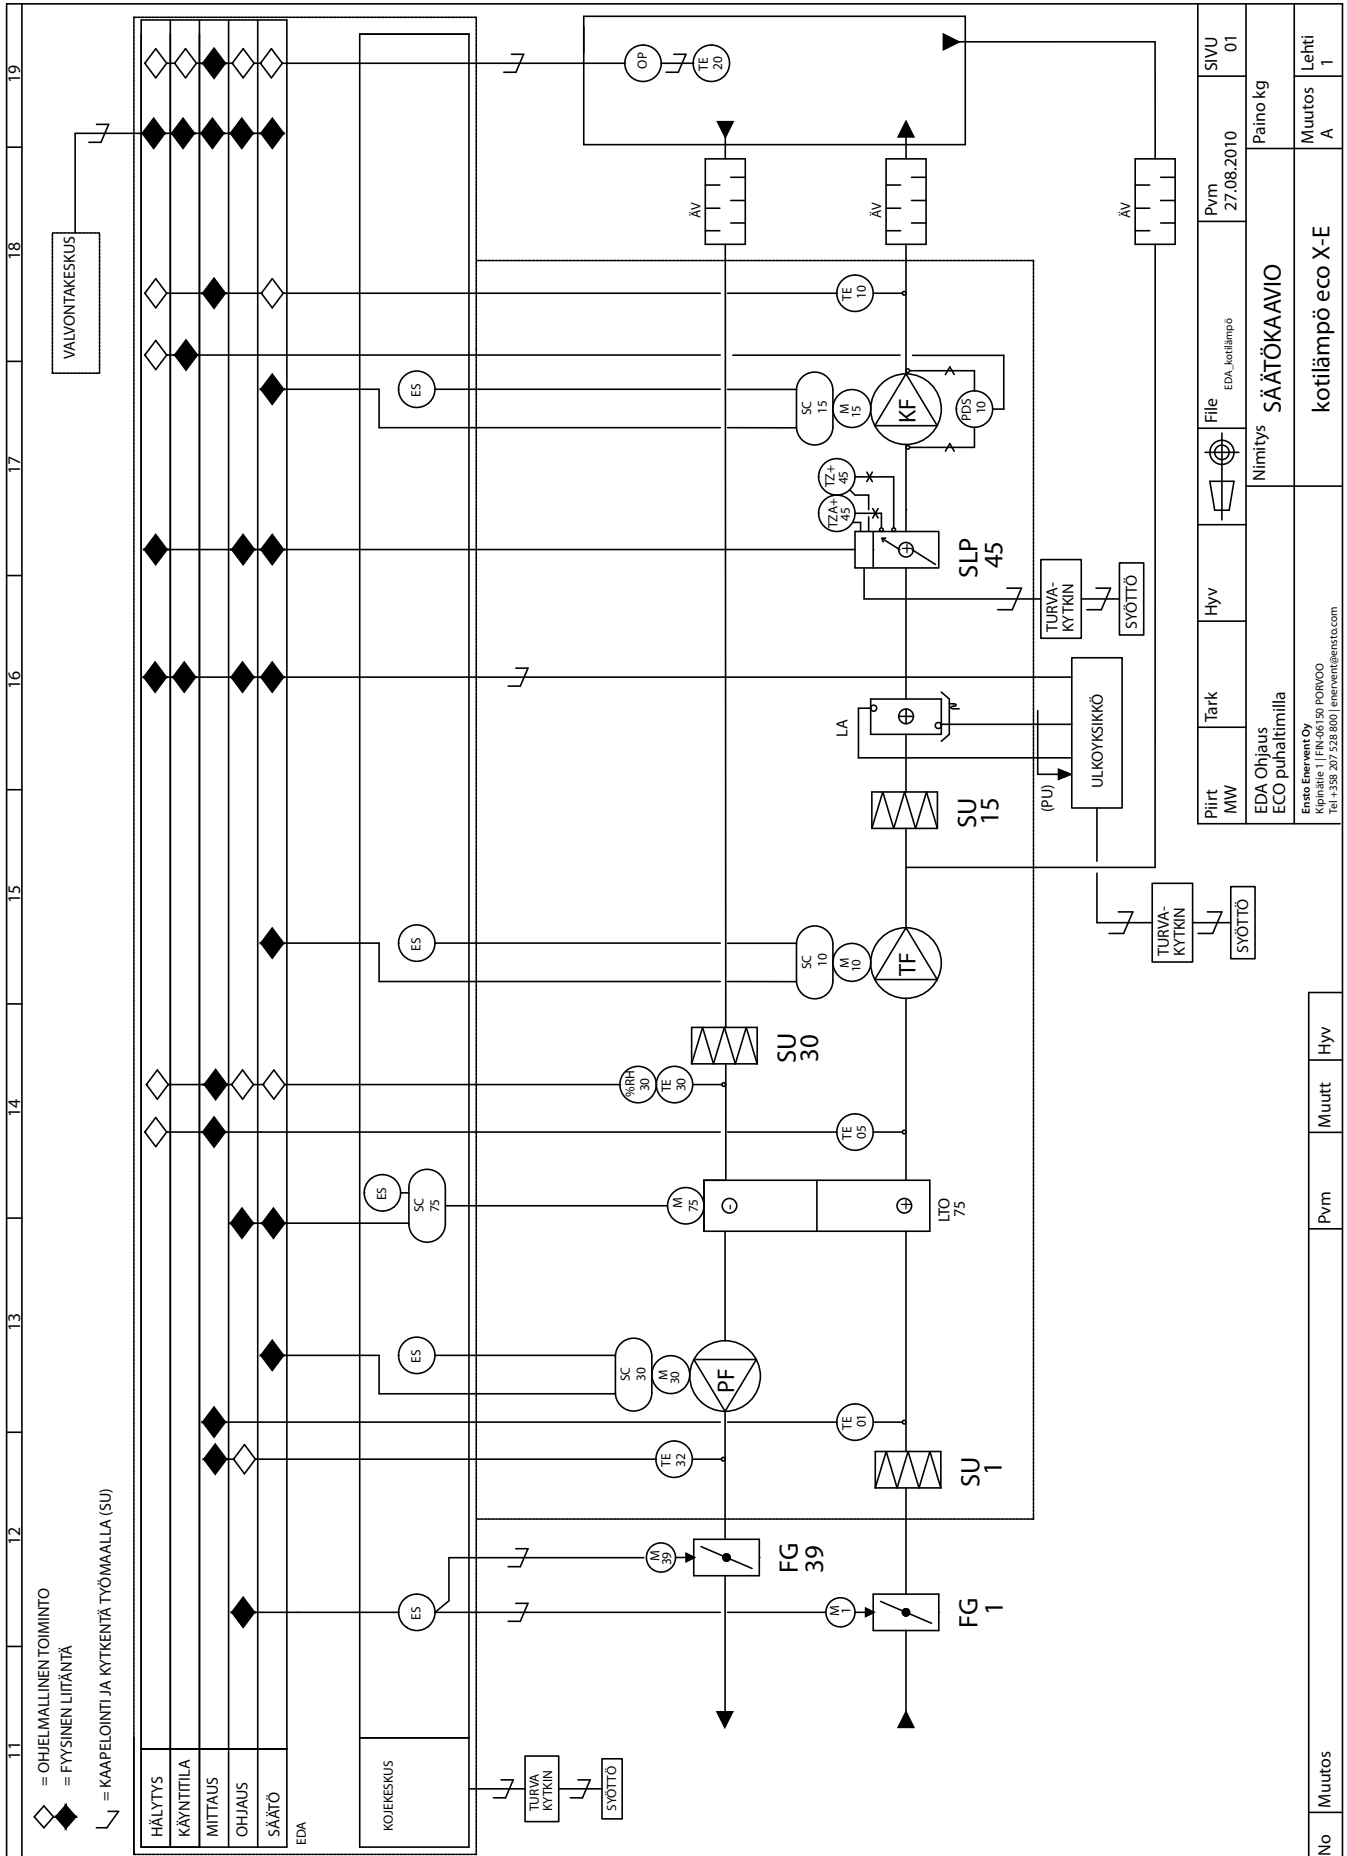 11 12 13 14 15 16 17 18 19
= OHJELMALLINEN TOIMINTO
= FYYSINEN LIITÄNTÄ
= KAAPELOINTI JA KYTKENTÄ TYÖMAALLA (SU)
VALVONTAKESKUS
HÄLYTYS
KÄYNTITILA
MITTAUS
OHJAUS
SÄÄTÖ
EDA
KOJEKESKUS
ES
ES
SC
75
ES
ES
ES
TURVA
KYTKIN
SYÖTTÖ
M
39
FG
39
TE
32
SC
30
M
30
PF
M
75
%RH
30
TE
30
SU
30
ÄV
OP
TE
20
M
1
FG
1
SU
1
TE
01
LTO
75
TE
05
SC
10
M
10
TF
SU
15
LA
SLP
45
TZA+
45
TZ+
45
SC
15
M
15
KF
PDS
10
TE
10
ÄV
ÄV
(PU)
ULKOYKSIKKÖ
TURVA-
KYTKIN
SYÖTTÖ
TURVA-
KYTKIN
SYÖTTÖ
Piirt
MW
Tark
Hyv
File
EDA_kotilämpö
Pvm
27.08.2010
SIVU
01
EDA Ohjaus
ECO puhaltimilla
Nimitys
SÄÄTÖKAAVIO
Paino kg
Ensto Enervent Oy
Kipinätie 1 | FIN-06150 PORVOO
Tel +358 207 528 800 | enervent@ensto.com
kotilämpö eco X-E
Muutos
A
Lehti
1
No Muutos Pvm Muutt Hyv